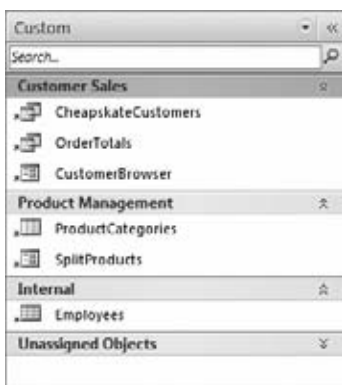 Custom
Search...
Customer Sales
CheapskateCustomers
OrderTotals
CustomerBrowser
Product Management
ProductCategories
SplitProducts
Internal
Employees
Unassigned Objects